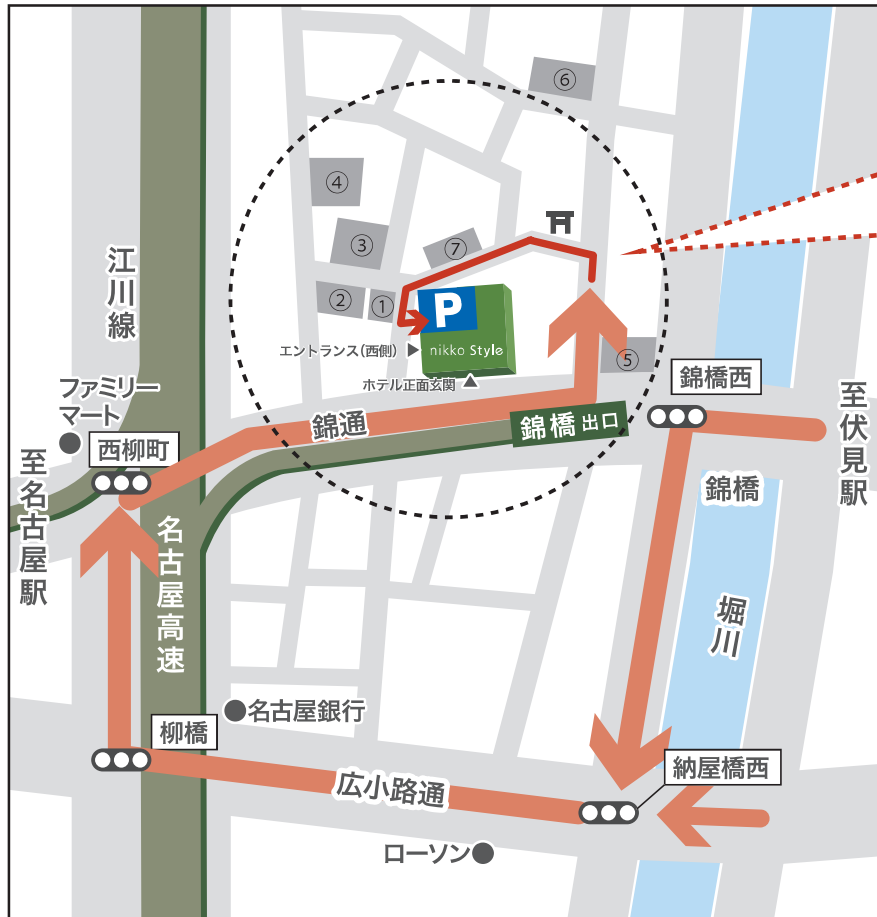 ⑥
④
③
⑦
②
①
P
nikko Style
エントランス(西側)
ホテル正面玄関
⑤
江川線
ファミリー
マート
西柳町
錦通
錦橋 出口
錦橋西
至伏見駅
至名古屋駅
錦橋
名古屋高速
堀川
名古屋銀行
柳橋
納屋橋西
広小路通
ローソン